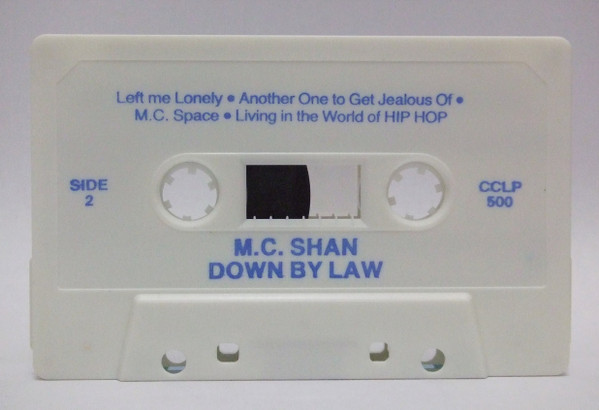 Left me Lonely • Another One to Get Jealous Of •
M.C. Space • Living in the World of HIP HOP
SIDE
2
CCLP
500
M.C. SHAN
DOWN BY LAW